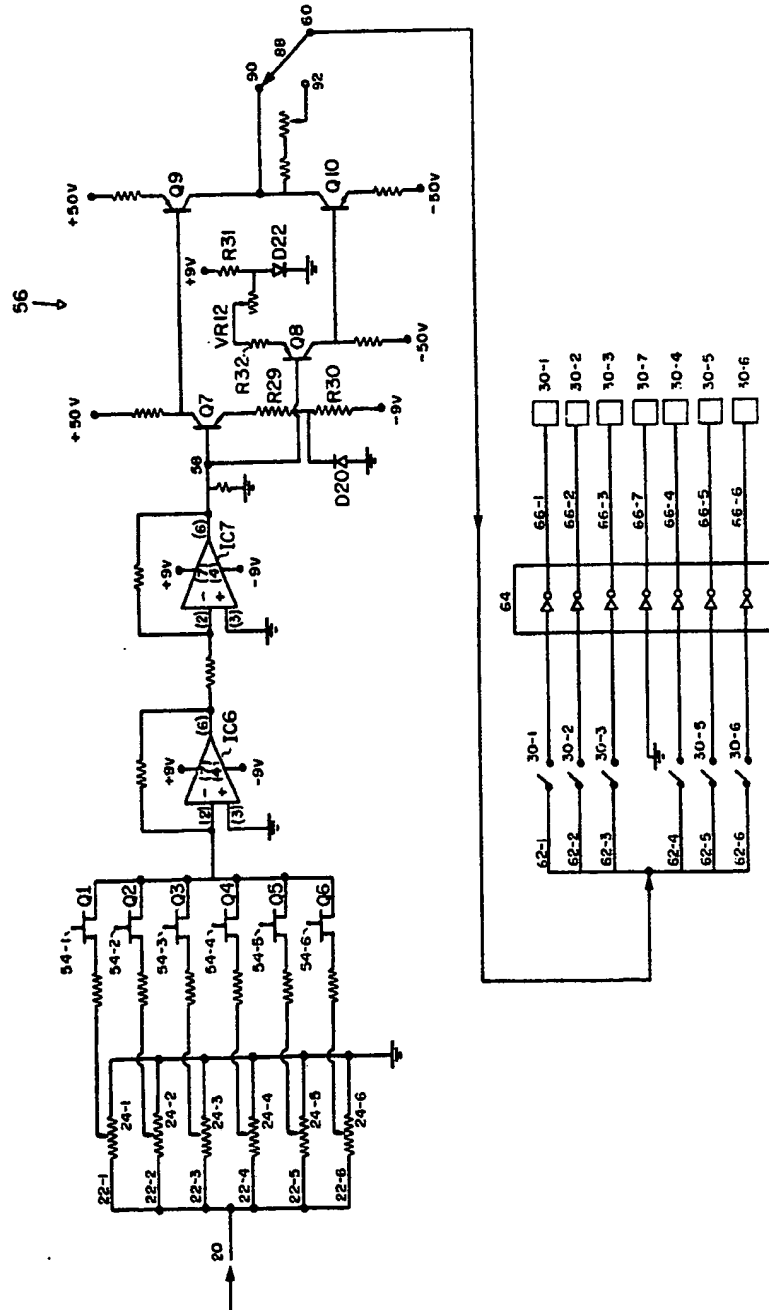 56
+50V
+50V
Q9
90
88
60
92
Q10
-50V
+9V
R31
D22
VR12
R32
Q8
-50V
Q7
R29
R30
-9V
D20
58
(6)
IC7
+9V
(7)
(4)
-9V
(2)
(3)
-
+
(6)
IC6
+9V
(7)
(4)
-9V
(2)
(3)
-
+
54-1
Q1
54-2
Q2
54-3
Q3
54-4
Q4
54-5
Q5
54-6
Q6
22-1
24-1
22-2
24-2
22-3
24-3
22-4
24-4
22-5
24-5
22-6
24-6
20
64
62-1
30-1
66-1
30-1
62-2
30-2
66-2
30-2
62-3
30-3
66-3
30-3
66-7
30-7
62-4
66-4
30-4
62-5
30-5
66-5
30-5
62-6
30-6
66-6
30-6